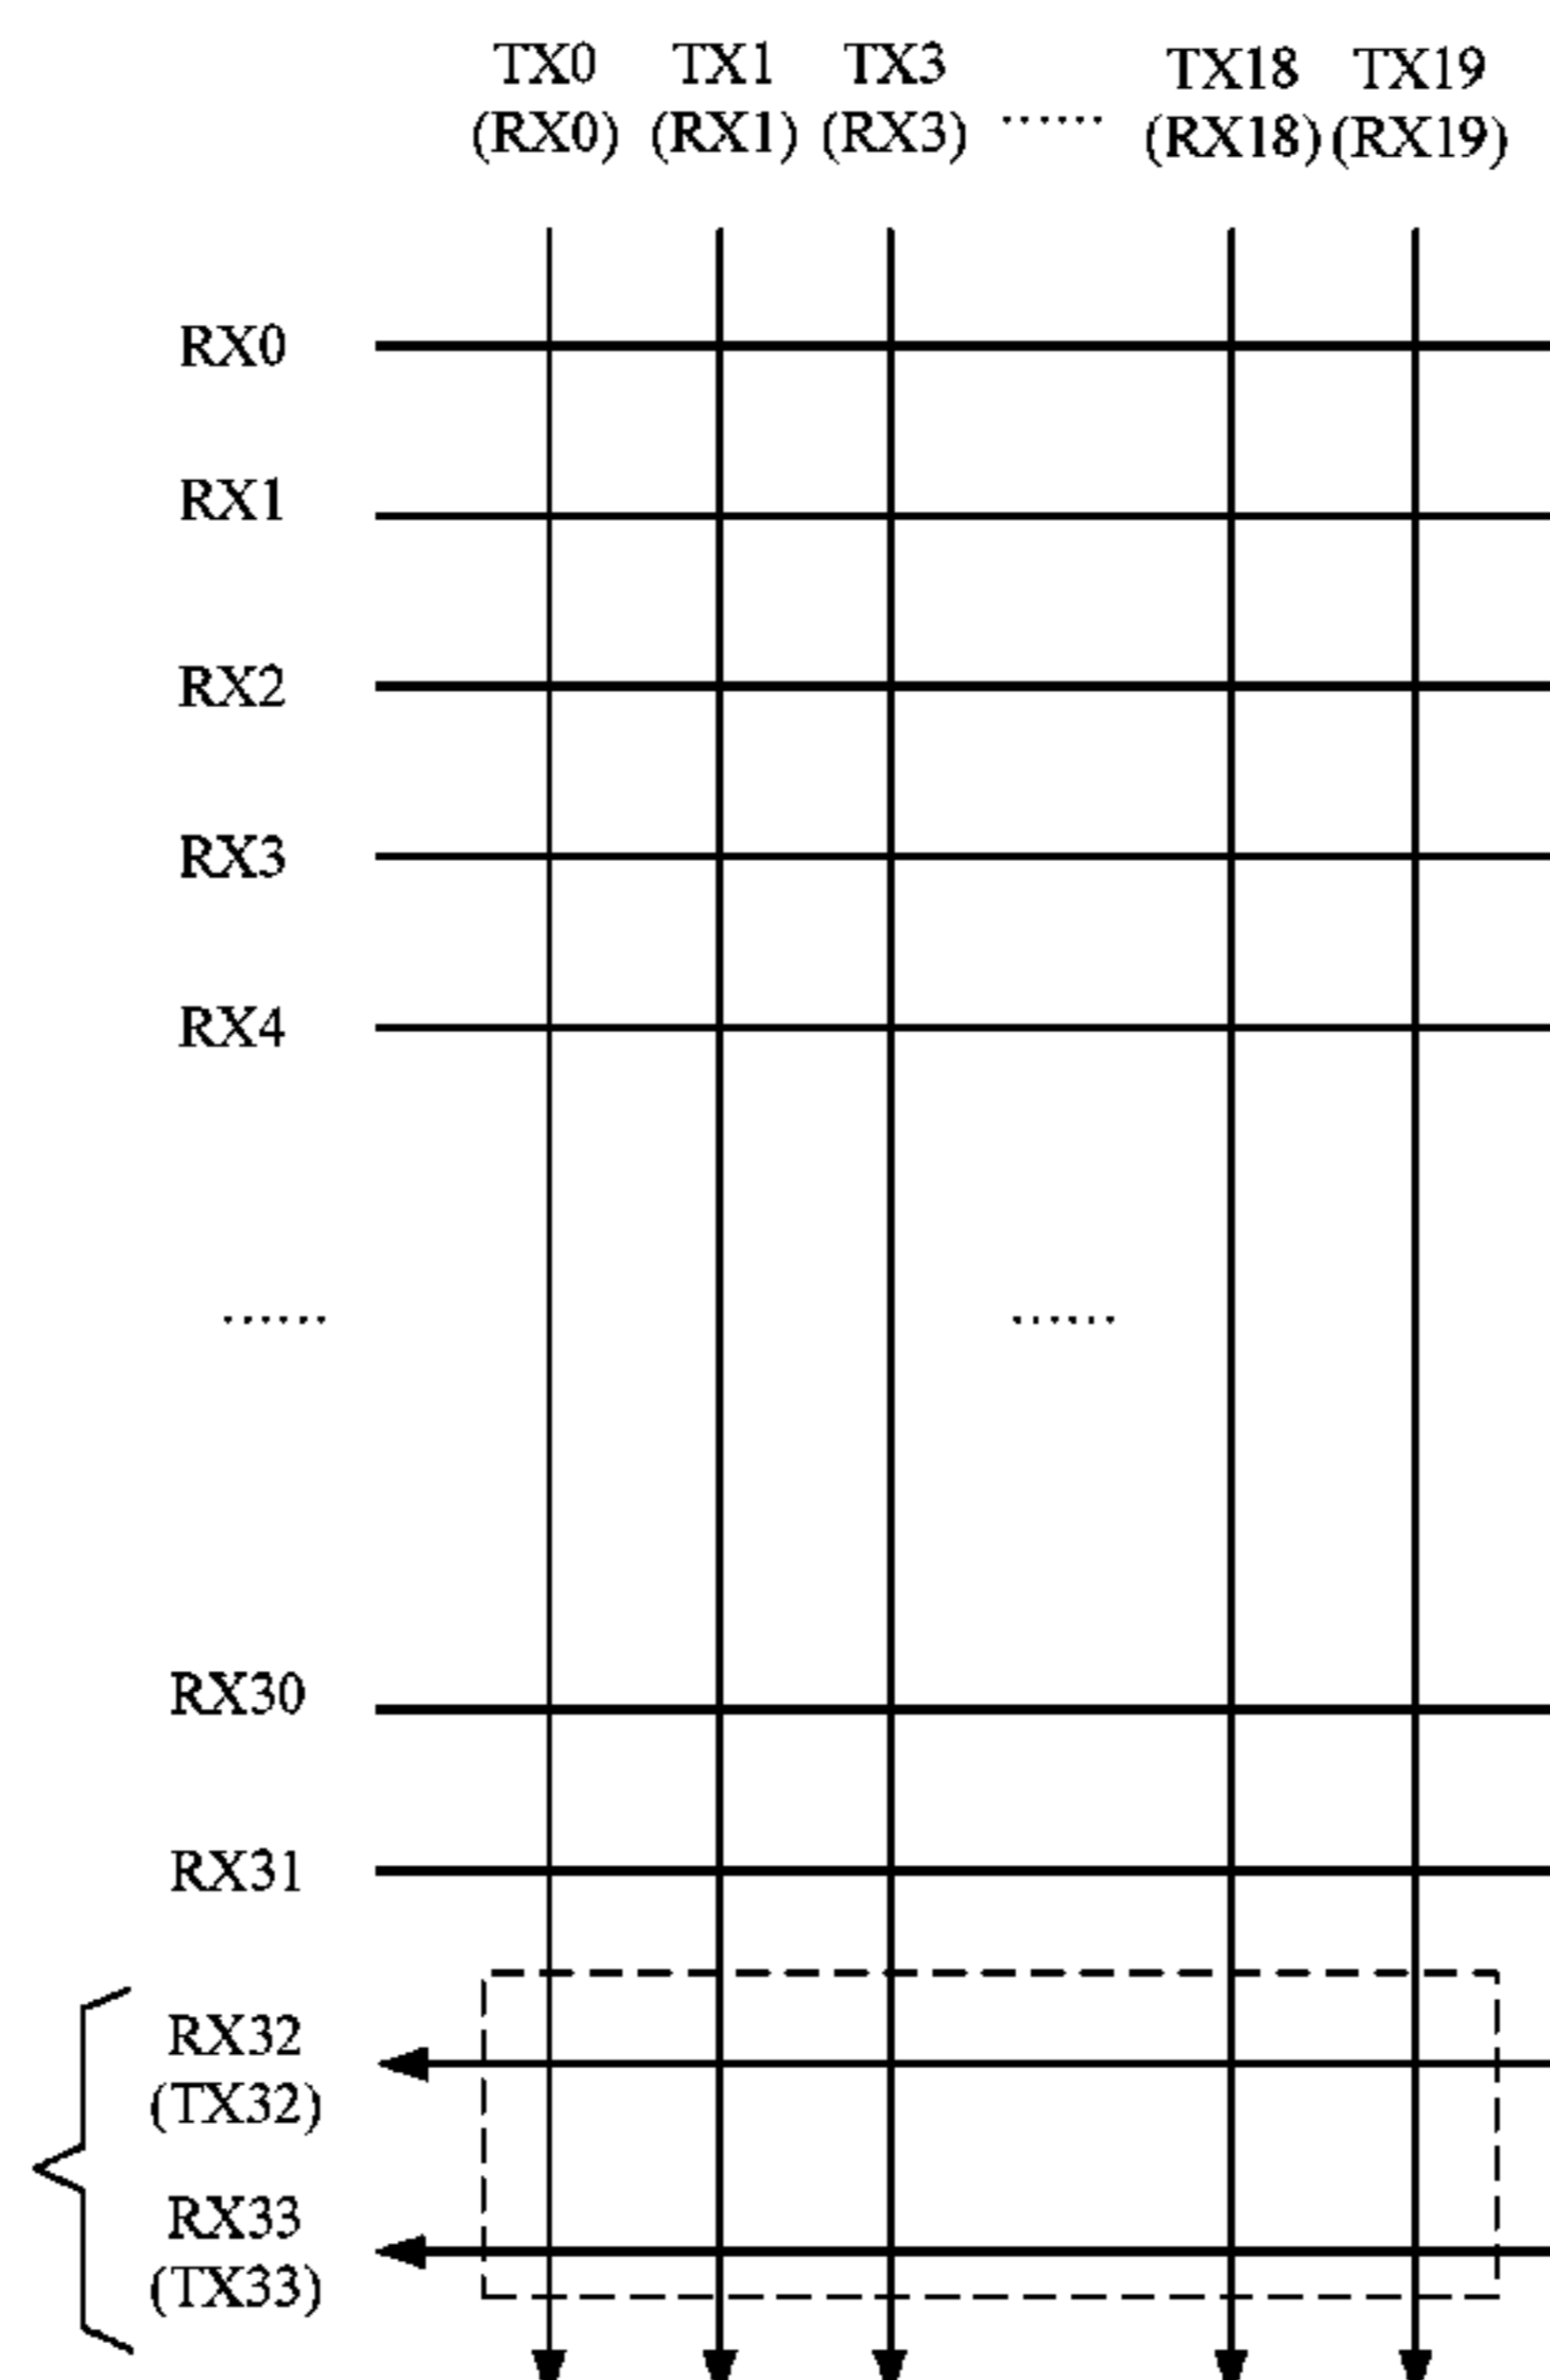 TX0 TX1 TX3 TX18 TX19
(RX0) (RX1) (RX3) ...... (RX18) (RX19)
RX0
RX1
RX2
RX3
RX4
...... ......
RX30
RX31
RX32
(TX32)
RX33
(TX33)